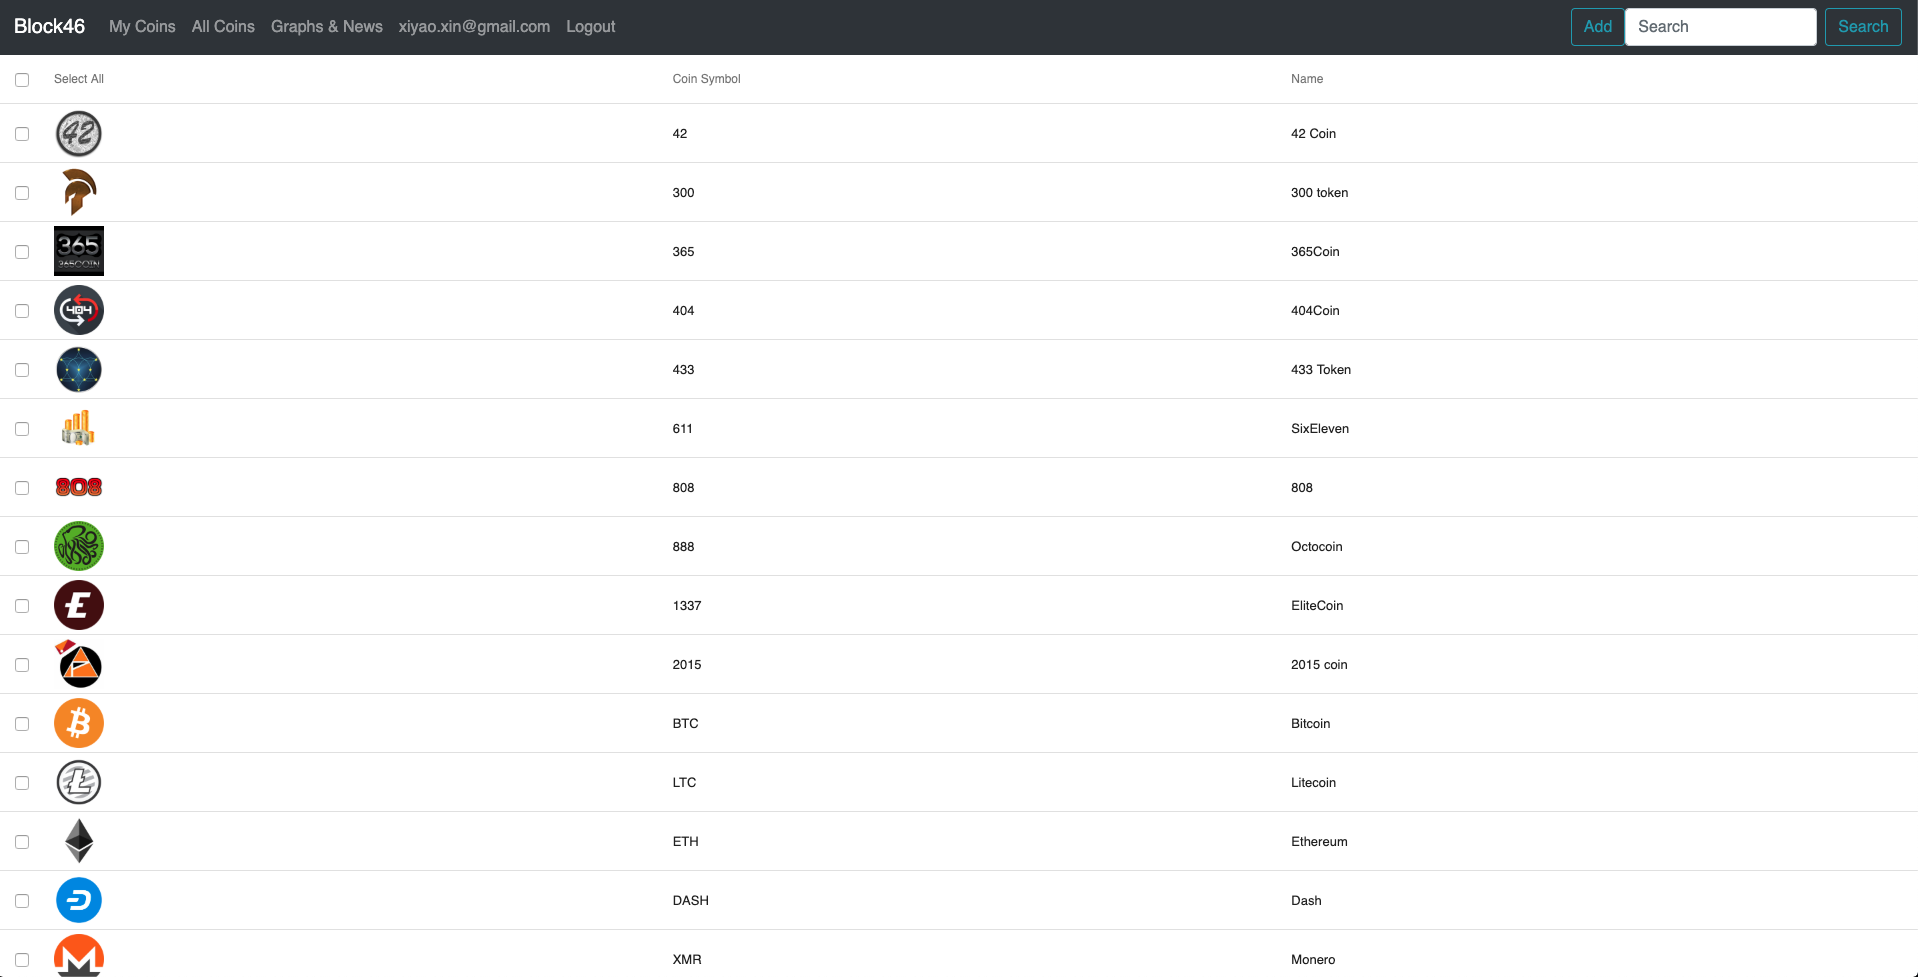 Block46 My Coins All Coins Graphs & News xiyao.xin@gmail.com Logout Add Search Search
Select All Coin Symbol Name
42 42 42 Coin
300 300 token
365 365COIN 365 365Coin
404 404 404Coin
433 433 Token
611 SixEleven
808 808 808
888 Octocoin
1337 EliteCoin
2015 2015 coin
BTC Bitcoin
LTC Litecoin
ETH Ethereum
DASH Dash
XMR Monero